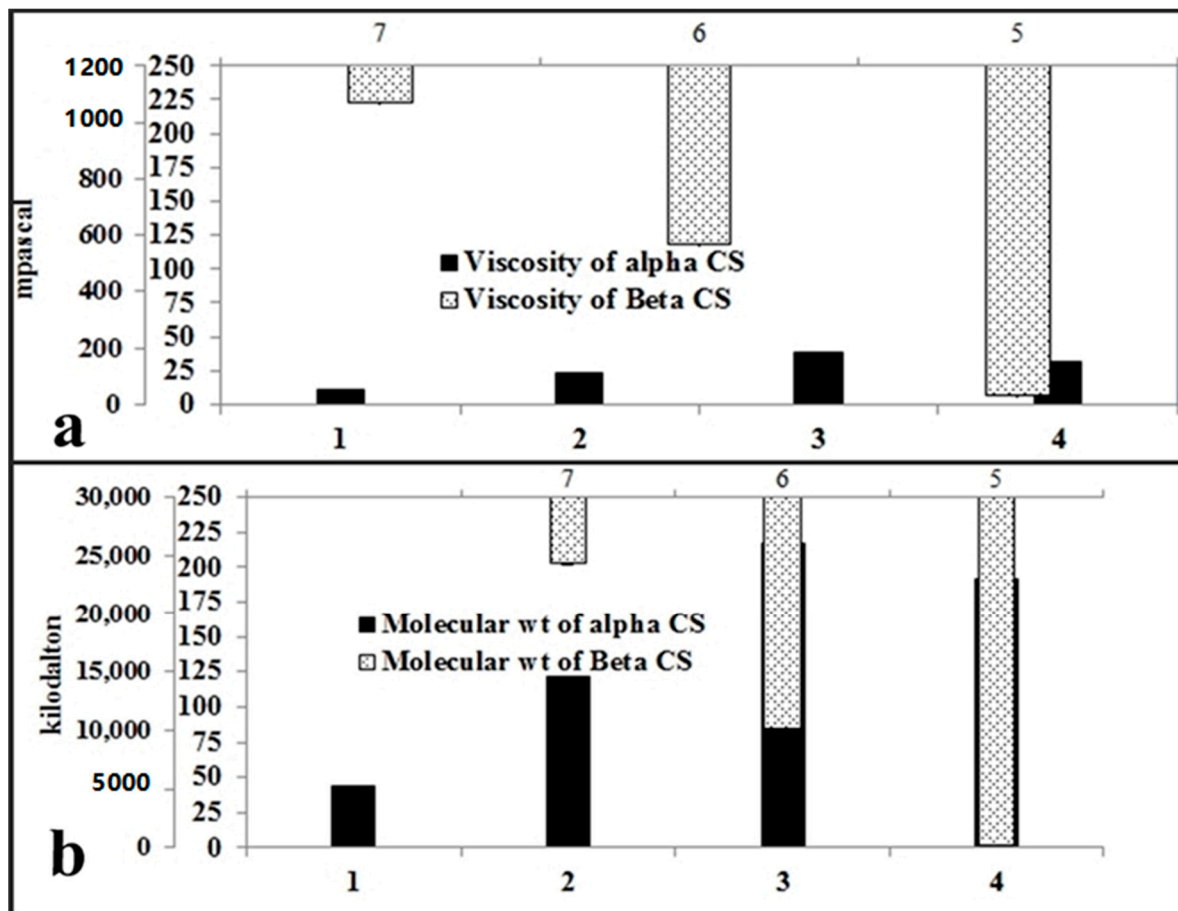 7 6 5
1200 250
225
1000
200
800 175
150
600 125
100
400
75
200 50
25
0 0
mpascal
Viscosity of alpha CS
Viscosity of Beta CS
a
1 2 3 4
7 6 5
30,000 250
225
25,000
200
20,000
175
15,000
150
125
10,000
100
75
5000
50
25
0 0
kilodalton
Molecular wt of alpha CS
Molecular wt of Beta CS
b
1 2 3 4